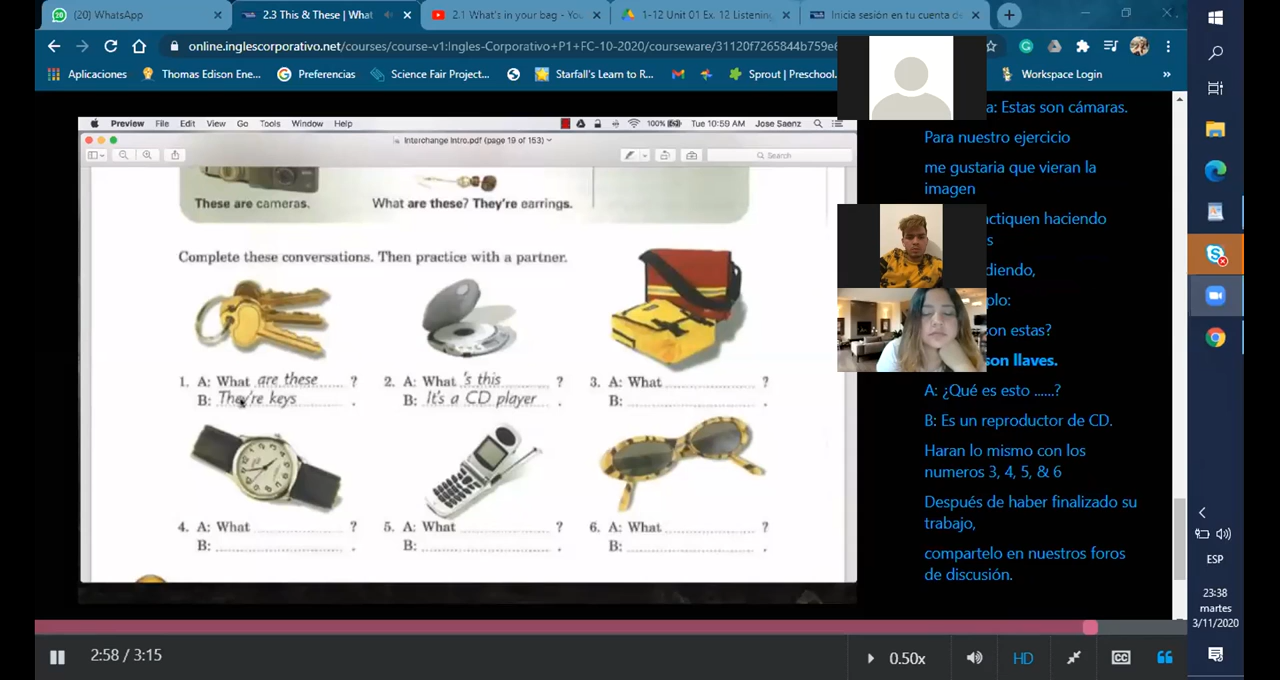 (20) WhatsApp
2.3 This & These | What
2.1 What's in your bag - You
1-12 Unit 01 Ex. 12 Listening
Inicia sesión en tu cuenta de
online.inglescorporativo.net/courses/course-v1:Ingles-Corporativo+P1+FC-10-2020/courseware/31120f7265844b759e6
Aplicaciones
Thomas Edison Ene...
Preferencias
Science Fair Project...
Starfall's Learn to R...
Sprout | Preschool.
Workspace Login
»
Preview File Edit View Go Tools Window Help
100% Tue 10:59 AM Jose Saenz
Interchange Intro.pdf (page 19 of 153)
Search
These are cameras.
What are these? They're earrings.
Complete these conversations. Then practice with a partner.
1. A: What are these ?
B: They're keys .
2. A: What 's this ?
B: It's a CD player .
3. A: What ?
B: .
4. A: What ?
B: .
5. A: What ?
B: .
6. A: What ?
B: .
a: Estas son cámaras.
Para nuestro ejercicio
me gustaria que vieran la
imagen
actiquen haciendo
s
diendo,
plo:
son estas?
son llaves.
A: ¿Qué es esto ......?
B: Es un reproductor de CD.
Haran lo mismo con los
numeros 3, 4, 5, & 6
Después de haber finalizado su
trabajo,
compartelo en nuestros foros
de discusión.
2:58 / 3:15
0.50x
HD
CC
ESP
23:38
martes
3/11/2020